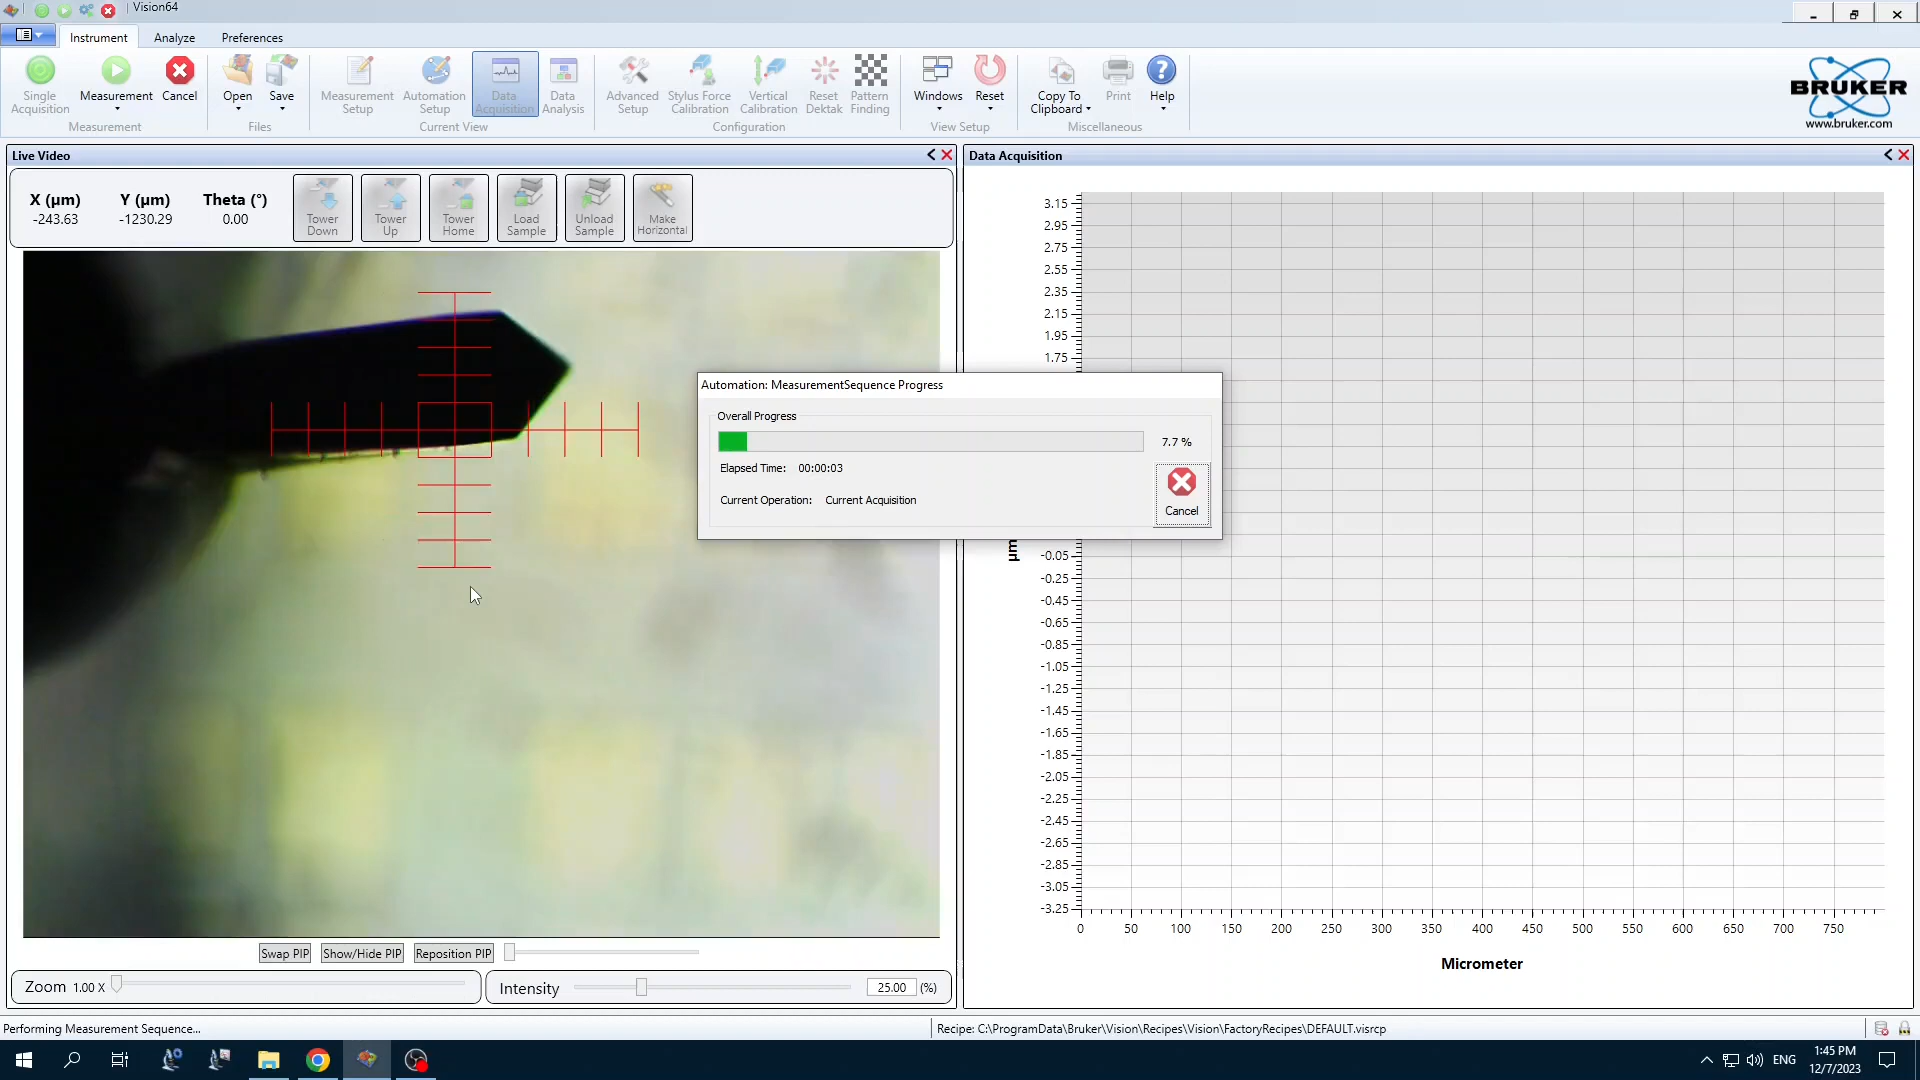 Vision64
Instrument Analyze Preferences
Single Acquisition
Measurement
Cancel
Measurement
Open
Save
Files
Measurement Setup
Automation Setup
Data Acquisition
Data Analysis
Current View
Advanced Setup
Stylus Force Calibration
Vertical Calibration
Reset Dektak
Pattern Finding
Configuration
Windows
Reset
View Setup
Copy To Clipboard
Print
Help
Miscellaneous
BRUKER
www.bruker.com
Live Video
X (µm) Y (µm) Theta (°)
-243.63 -1230.29 0.00
Tower Down
Tower Up
Tower Home
Load Sample
Unload Sample
Make Horizontal
Swap PIP Show/Hide PIP Reposition PIP
Zoom 1.00 X
Intensity 25.00 (%)
Automation: MeasurementSequence Progress
Overall Progress
7.7 %
Elapsed Time: 00:00:03
Current Operation: Current Acquisition
Cancel
Data Acquisition
3.15
2.95
2.75
2.55
2.35
2.15
1.95
1.75
µm
-0.05
-0.25
-0.45
-0.65
-0.85
-1.05
-1.25
-1.45
-1.65
-1.85
-2.05
-2.25
-2.45
-2.65
-2.85
-3.05
-3.25
0 50 100 150 200 250 300 350 400 450 500 550 600 650 700 750
Micrometer
Performing Measurement Sequence...
Recipe: C:\ProgramData\Bruker\Vision\Recipes\Vision\FactoryRecipes\DEFAULT.visrcp
ENG
1:45 PM
12/7/2023